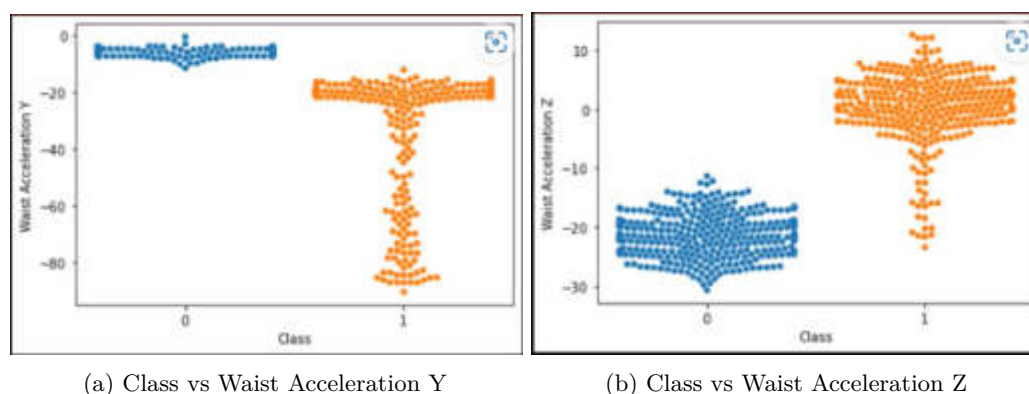 Waist Acceleration Y
0
−20
−40
−60
−80
0
1
Class
Waist Acceleration Z
10
0
−10
−20
−30
0
1
Class
(a) Class vs Waist Acceleration Y
(b) Class vs Waist Acceleration Z